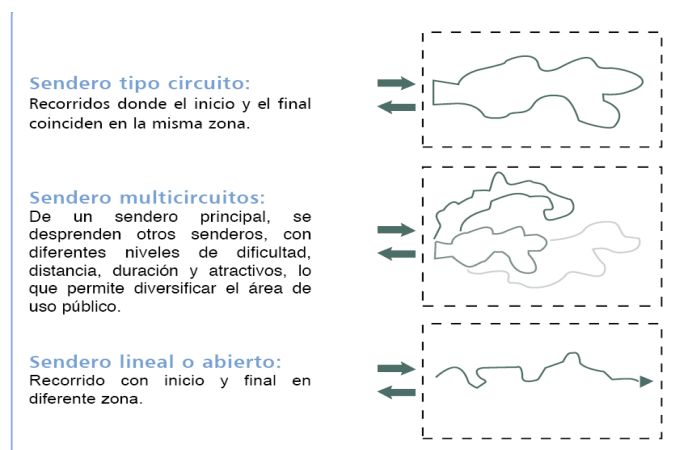 Sendero tipo circuito:
Recorridos donde el inicio y el final
coinciden en la misma zona.
Sendero multicircuitos:
De un sendero principal, se
desprenden otros senderos, con
diferentes niveles de dificultad,
distancia, duración y atractivos, lo
que permite diversificar el área de
uso público.
Sendero lineal o abierto:
Recorrido con inicio y final en
diferente zona.